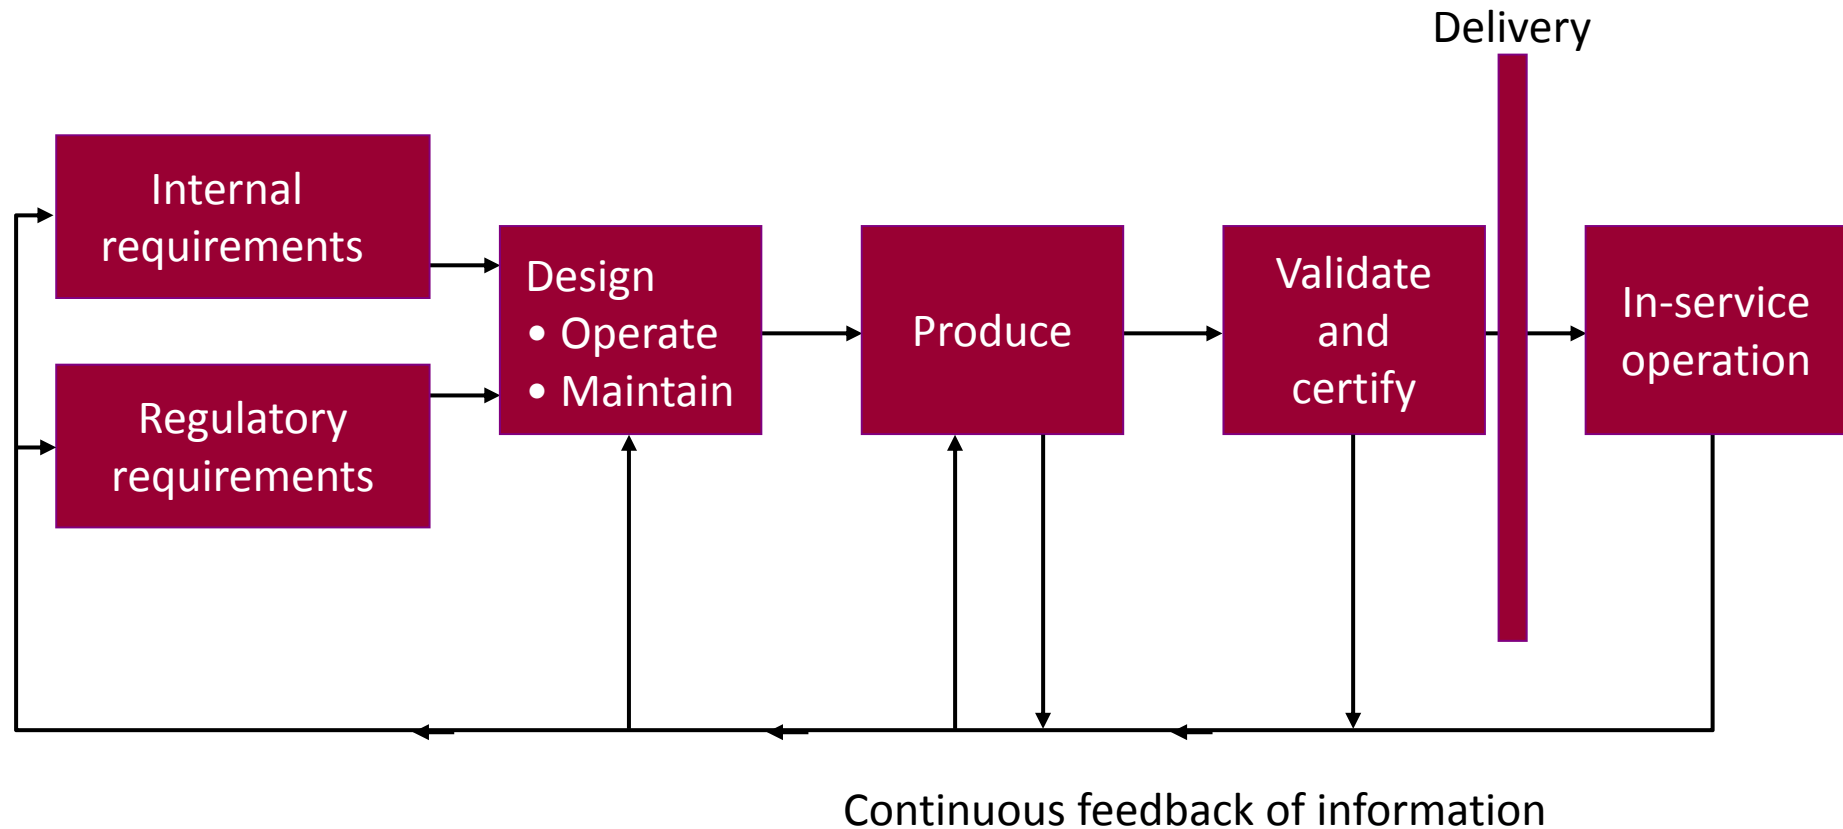 Delivery
Internal
requirements
Regulatory
requirements
Design
• Operate
• Maintain
Produce
Validate
and
certify
In-service
operation
Continuous feedback of information